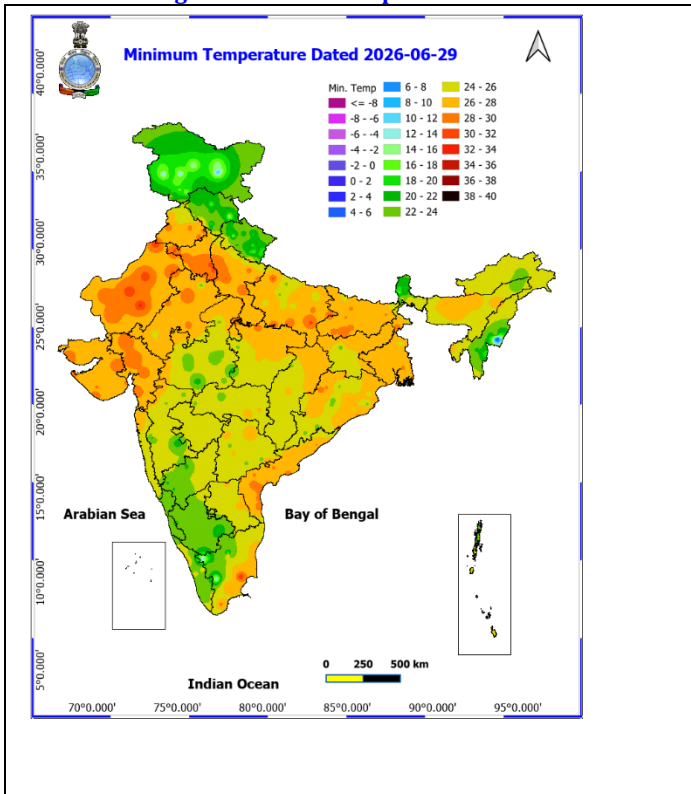 Minimum Temperature Dated 2026-06-29
Min. Temp
<= -8
-8 - -6
-6 - -4
-4 - -2
-2 - 0
0 - 2
2 - 4
4 - 6
6 - 8
8 - 10
10 - 12
12 - 14
14 - 16
16 - 18
18 - 20
20 - 22
22 - 24
24 - 26
26 - 28
28 - 30
30 - 32
32 - 34
34 - 36
36 - 38
38 - 40
40°0.000'
35°0.000'
30°0.000'
25°0.000'
20°0.000'
15°0.000'
10°0.000'
5°0.000'
Arabian Sea
Bay of Bengal
Indian Ocean
0 250 500 km
70°0.000' 75°0.000' 80°0.000' 85°0.000' 90°0.000' 95°0.000'